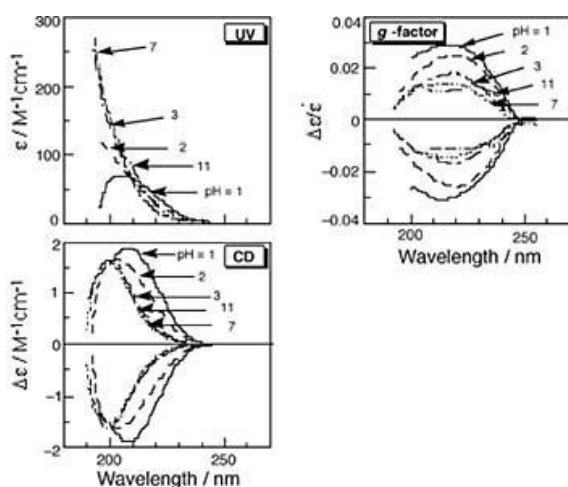 UV
300
200
100
0
ε / M⁻¹cm⁻¹
7
3
2
11
pH = 1
g -factor
0.04
0.02
0
-0.02
-0.04
Δε/ε
pH = 1
2
3
11
7
200
250
Wavelength / nm
CD
2
1
0
-1
-2
Δε / M⁻¹cm⁻¹
pH = 1
2
3
11
7
200
250
Wavelength / nm